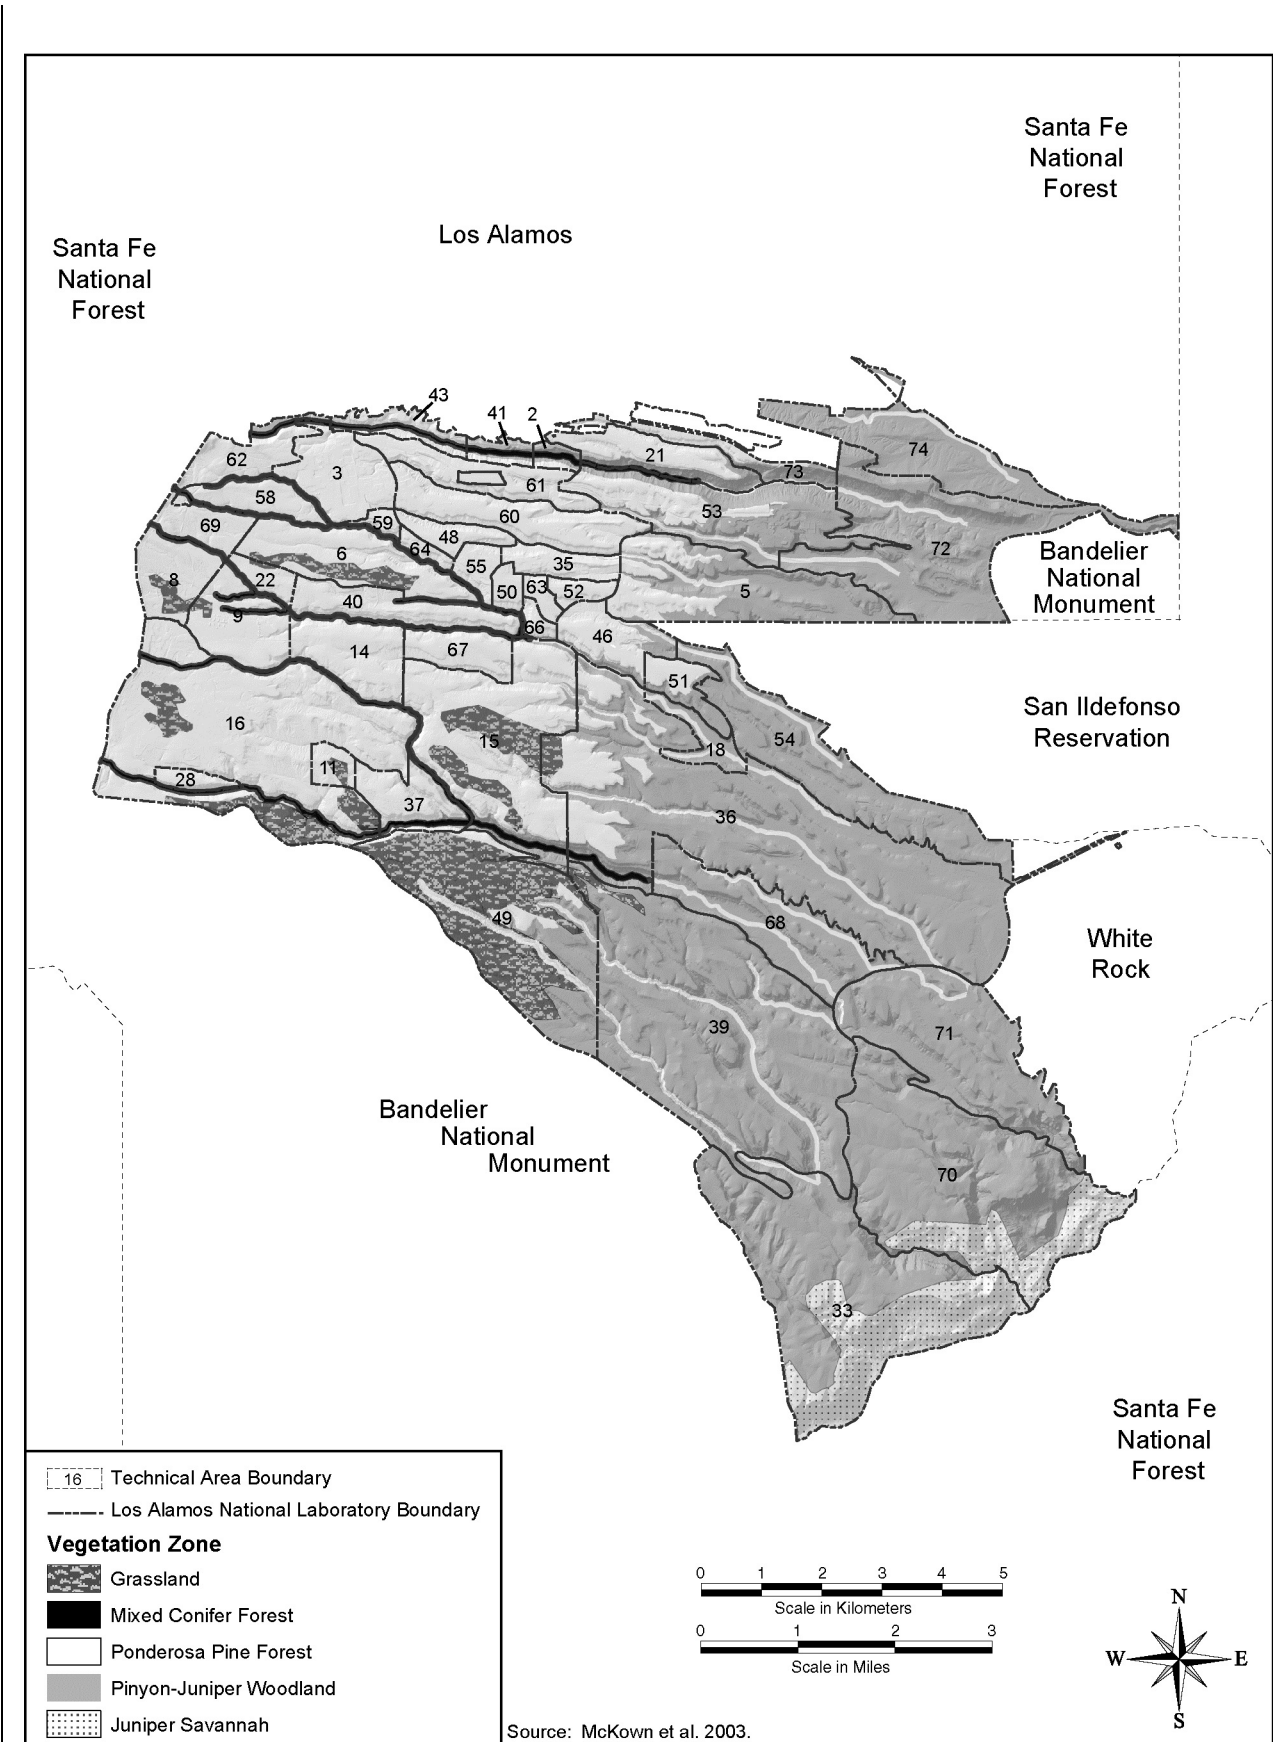 Santa Fe
National
Forest
Los Alamos
Santa Fe
National
Forest
43
41
2
74
21
73
62
3
61
58
53
60
59
69
48
72
Bandelier
National
Monument
6
64
35
55
8
22
63
52
50
5
40
9
66
46
14
67
51
San Ildefonso
Reservation
16
15
54
18
11
28
37
36
49
68
White
Rock
39
71
Bandelier
National
Monument
70
33
Santa Fe
National
Forest
16 Technical Area Boundary
Los Alamos National Laboratory Boundary
Vegetation Zone
Grassland
Mixed Conifer Forest
Ponderosa Pine Forest
Pinyon-Juniper Woodland
Juniper Savannah
0 1 2 3 4 5
Scale in Kilometers
0 1 2 3
Scale in Miles
N
W E
S
Source: McKown et al. 2003.